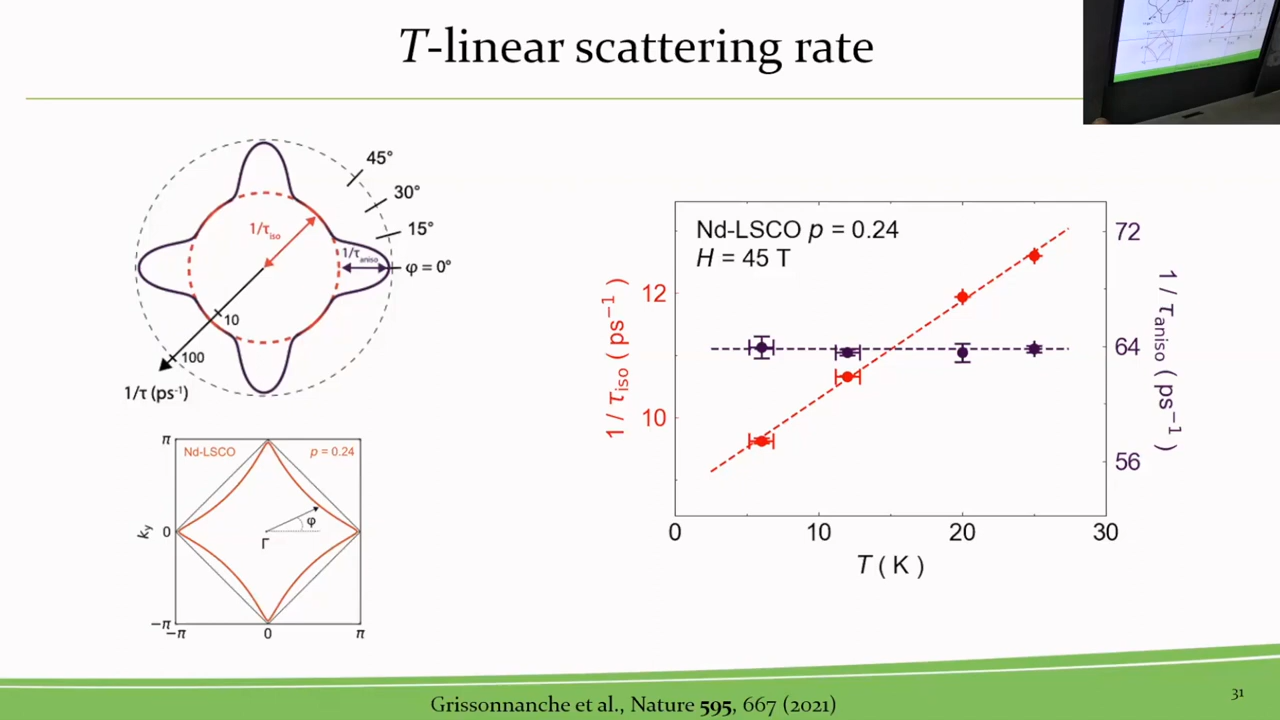 T-linear scattering rate
45°
30°
15°
φ = 0°
1/τiso
1/τaniso
10
100
1/τ (ps⁻¹)
π
Nd-LSCO p = 0.24
ky 0
φ
Γ
−π
−π 0 π
Nd-LSCO p = 0.24
H = 45 T
1 / τiso ( ps⁻¹ )
12
10
72
64
56
1 / τaniso ( ps⁻¹ )
0 10 20 30
T ( K )
Grissonnanche et al., Nature 595, 667 (2021)
31